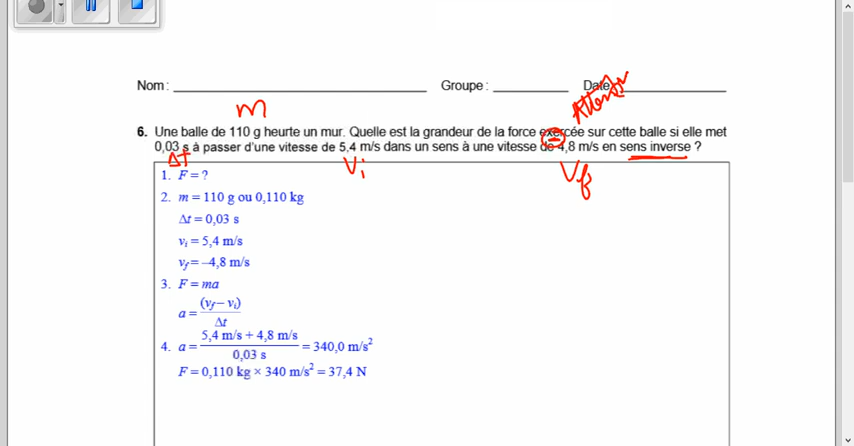 Nom : Groupe : Date :
Attention
m
6. Une balle de 110 g heurte un mur. Quelle est la grandeur de la force exercée sur cette balle si elle met
0,03 s à passer d'une vitesse de 5,4 m/s dans un sens à une vitesse de 4,8 m/s en sens inverse ?
Δt
Vi
Vf
1. F = ?
2. m = 110 g ou 0,110 kg
Δt = 0,03 s
vi = 5,4 m/s
vf = –4,8 m/s
3. F = ma
a = (vf – vi)
Δt
4. a = 5,4 m/s + 4,8 m/s = 340,0 m/s²
0,03 s
F = 0,110 kg × 340 m/s² = 37,4 N